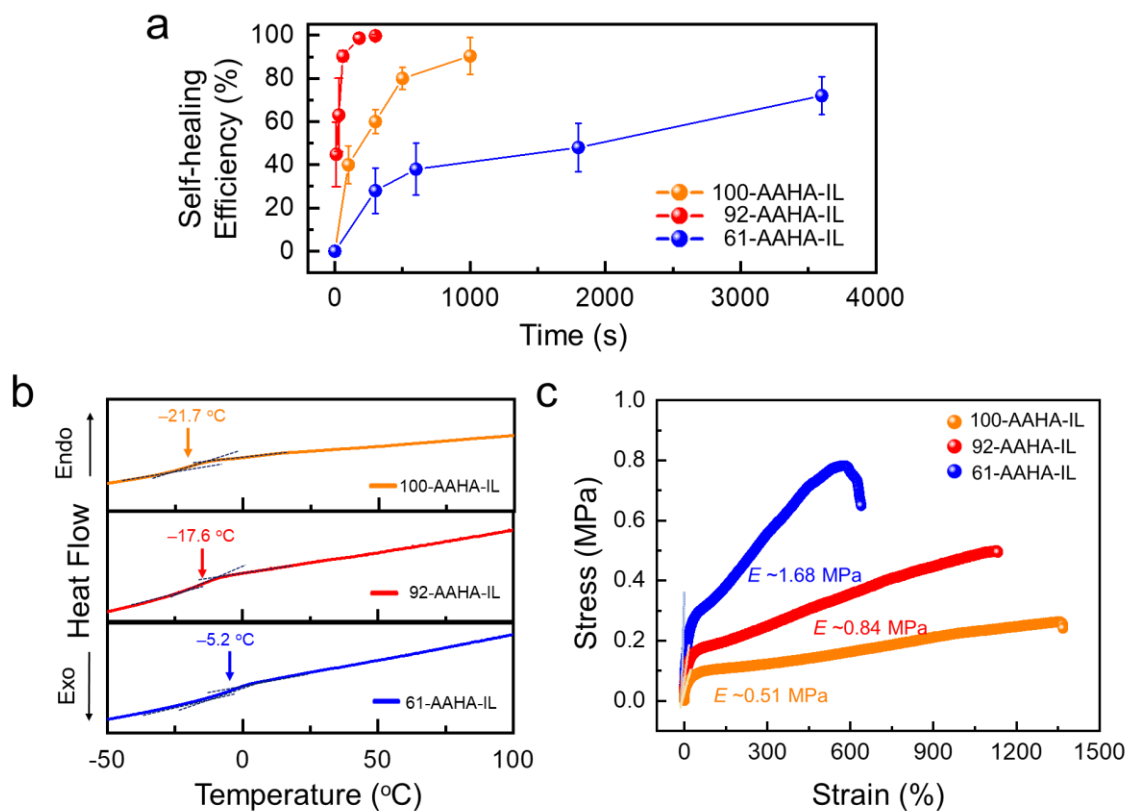 a
Self-healing
Efficiency (%)
100
80
60
40
20
0
0
1000
2000
3000
4000
Time (s)
100-AAHA-IL
92-AAHA-IL
61-AAHA-IL
b
Endo
Heat Flow
Exo
–21.7 °C
100-AAHA-IL
–17.6 °C
92-AAHA-IL
–5.2 °C
61-AAHA-IL
-50
0
50
100
Temperature (°C)
c
Stress (MPa)
1.0
0.8
0.6
0.4
0.2
0.0
100-AAHA-IL
92-AAHA-IL
61-AAHA-IL
E ~1.68 MPa
E ~0.84 MPa
E ~0.51 MPa
0
300
600
900
1200
1500
Strain (%)